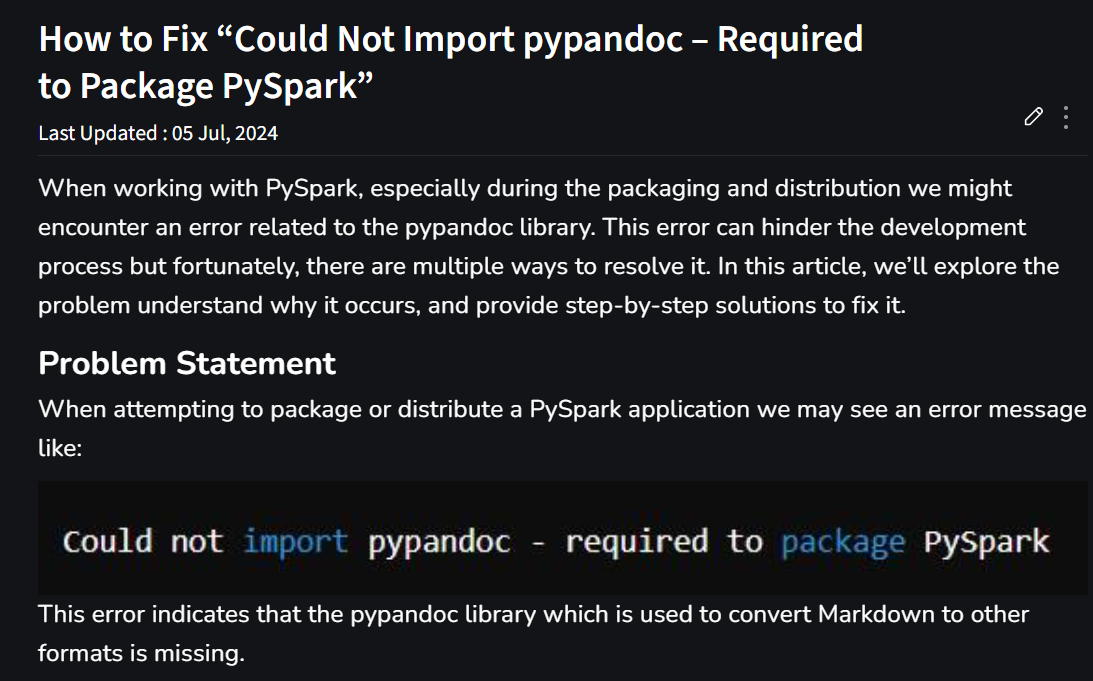 How to Fix “Could Not Import pypandoc – Required
to Package PySpark”
Last Updated : 05 Jul, 2024
When working with PySpark, especially during the packaging and distribution we might
encounter an error related to the pypandoc library. This error can hinder the development
process but fortunately, there are multiple ways to resolve it. In this article, we’ll explore the
problem understand why it occurs, and provide step-by-step solutions to fix it.
Problem Statement
When attempting to package or distribute a PySpark application we may see an error message
like:
Could not import pypandoc - required to package PySpark
This error indicates that the pypandoc library which is used to convert Markdown to other
formats is missing.